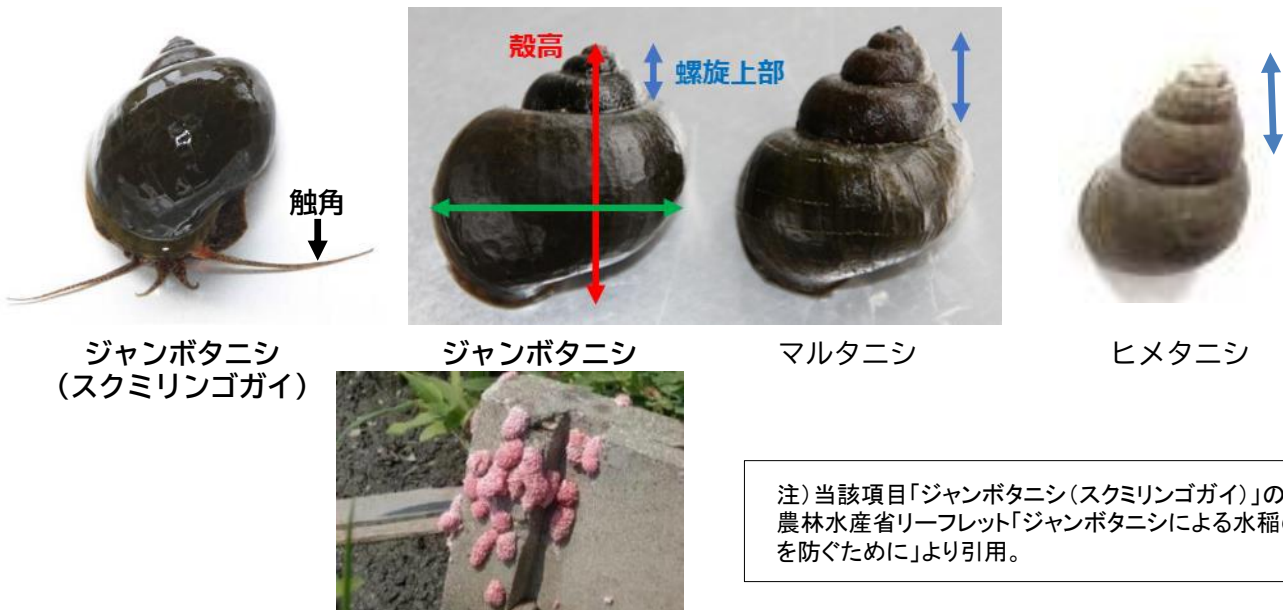 殻高
螺旋上部
触角
ジャンボタニシ
(スクミリンゴガイ)
ジャンボタニシ
マルタニシ
ヒメタニシ
注)当該項目「ジャンボタニシ(スクミリンゴガイ)」の
農林水産省リーフレット「ジャンボタニシによる水稲
を防ぐために」より引用。